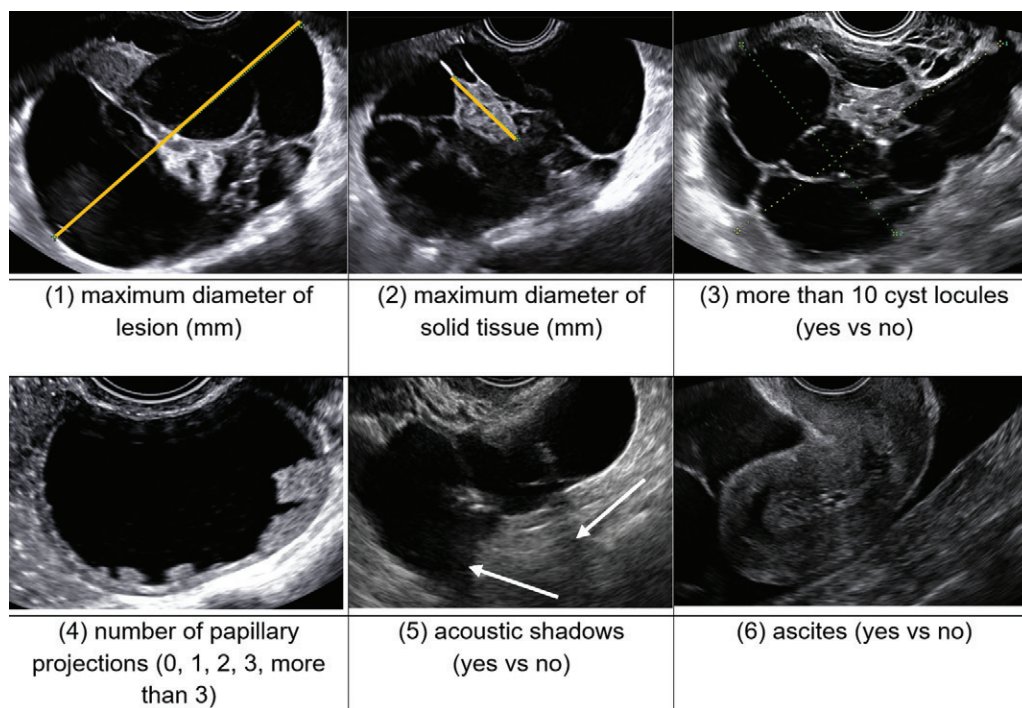 (1) maximum diameter of
lesion (mm)
(2) maximum diameter of
solid tissue (mm)
(3) more than 10 cyst locules
(yes vs no)
(4) number of papillary
projections (0, 1, 2, 3, more
than 3)
(5) acoustic shadows
(yes vs no)
(6) ascites (yes vs no)